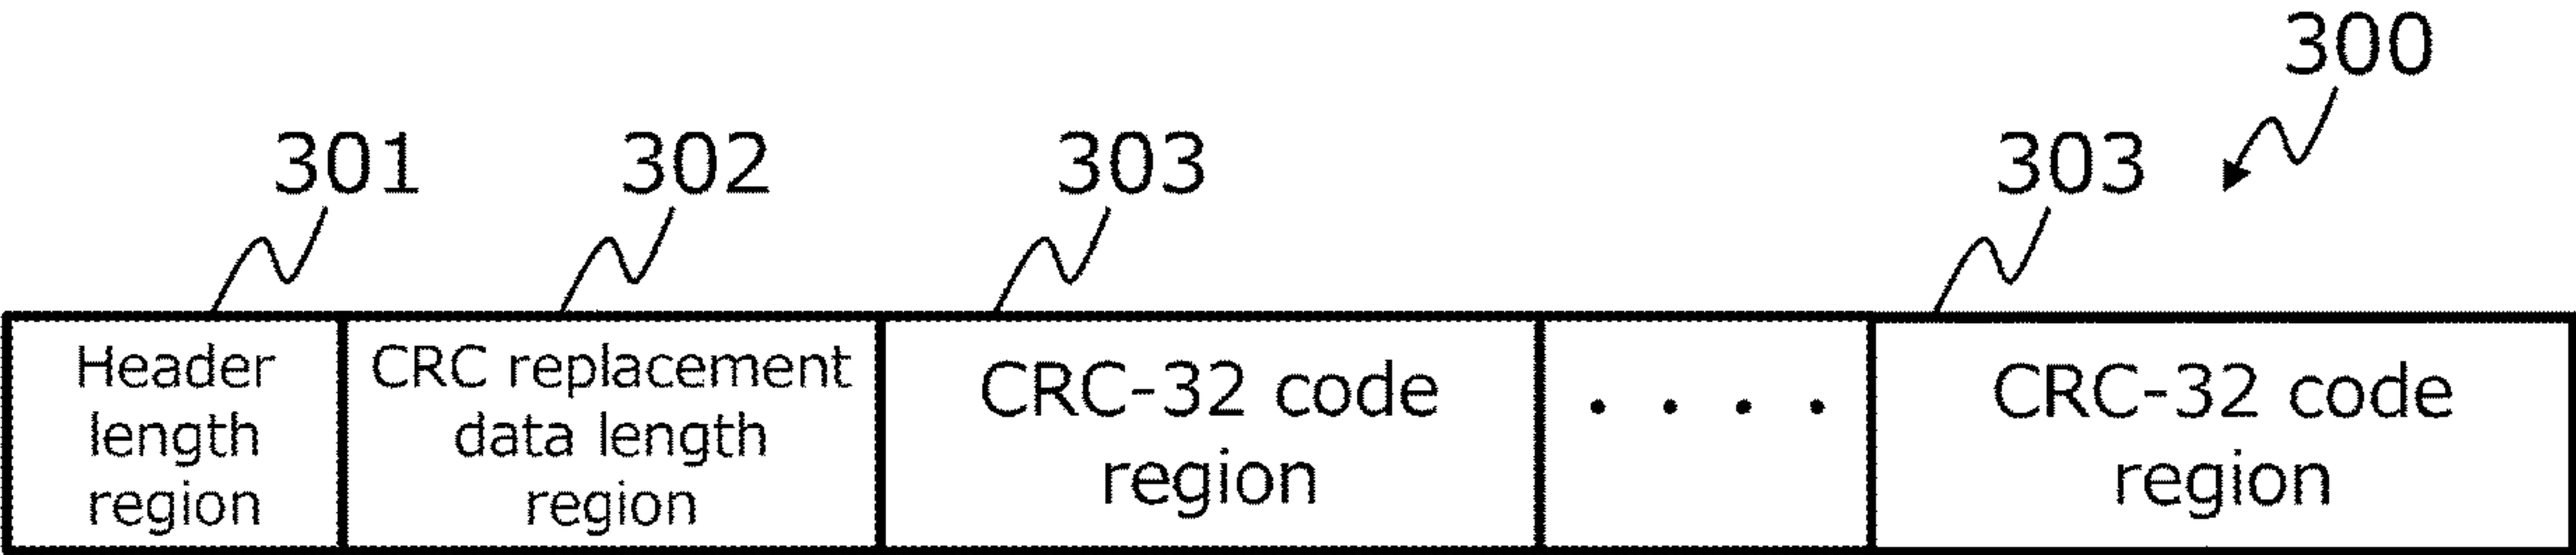 300
301
302
303
303
Header
length
region
CRC replacement
data length
region
CRC-32 code
region
. . . .
CRC-32 code
region